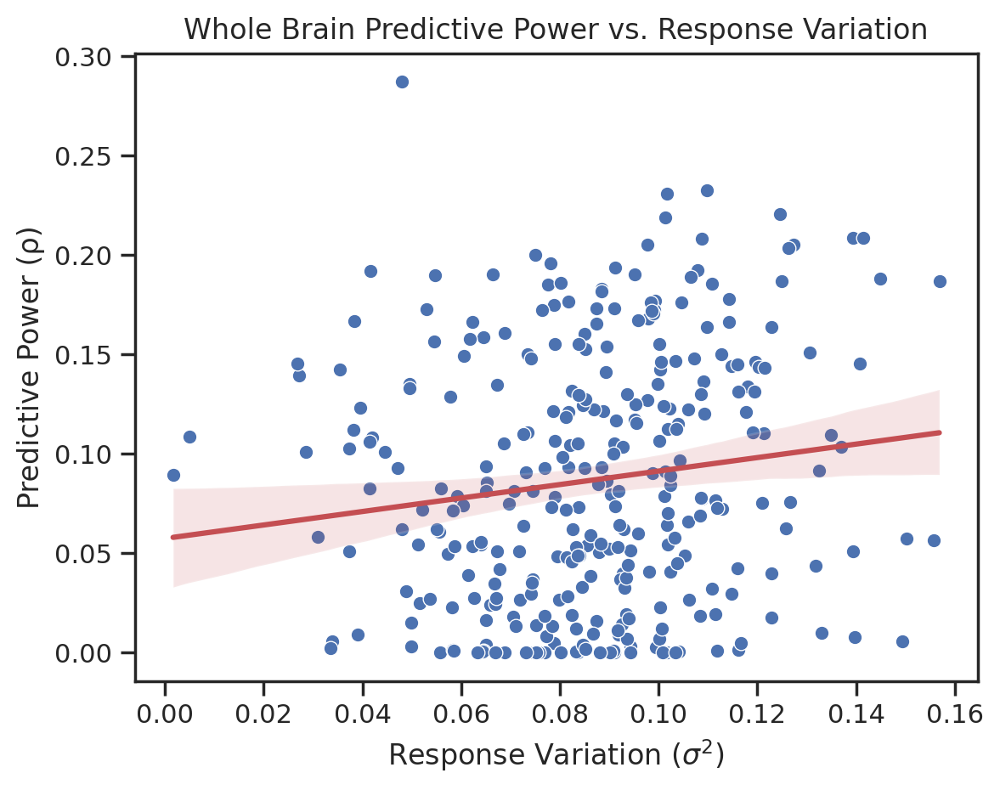 Whole Brain Predictive Power vs. Response Variation
Predictive Power (ρ)
0.30
0.25
0.20
0.15
0.10
0.05
0.00
0.00 0.02 0.04 0.06 0.08 0.10 0.12 0.14 0.16
Response Variation (σ²)